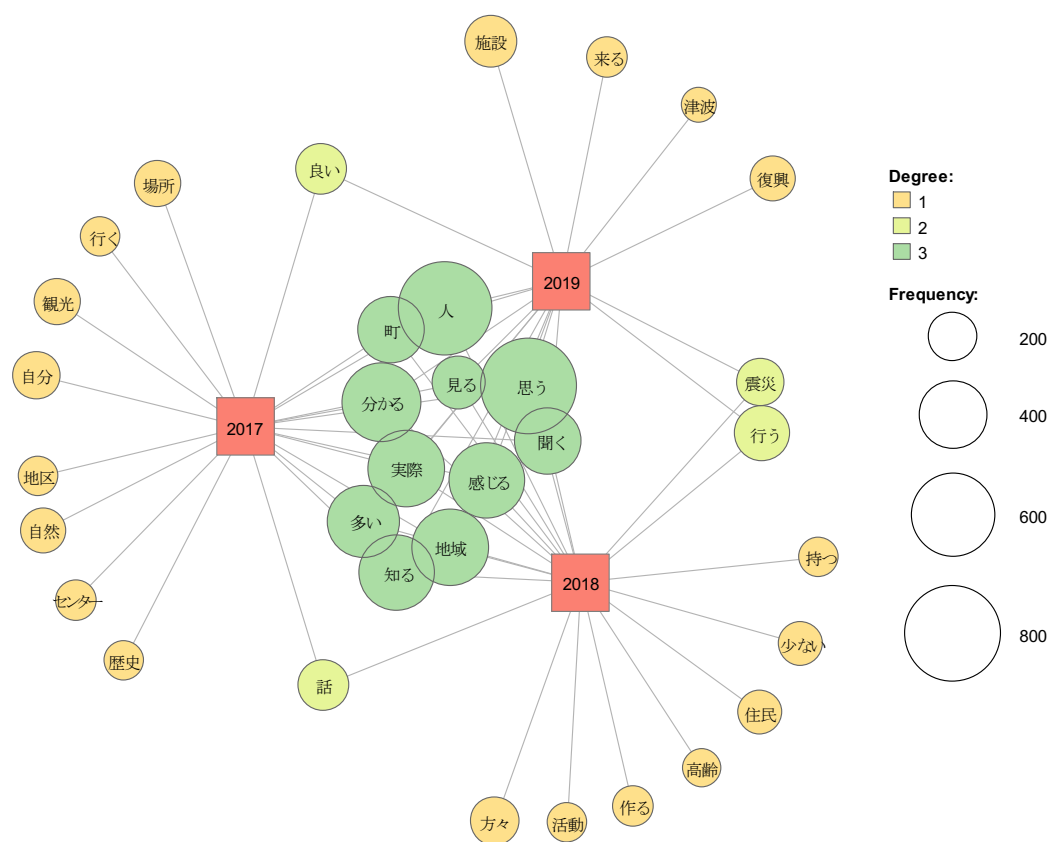 施設
来る
津波
復興
良い
場所
行く
観光
自分
地区
自然
センター
歴史
話
2017
2019
2018
人
町
見る
思う
分かる
聞く
実際
感じる
多い
地域
知る
震災
行う
持つ
少ない
住民
高齢
作る
活動
方々
Degree:
1
2
3
Frequency:
200
400
600
800